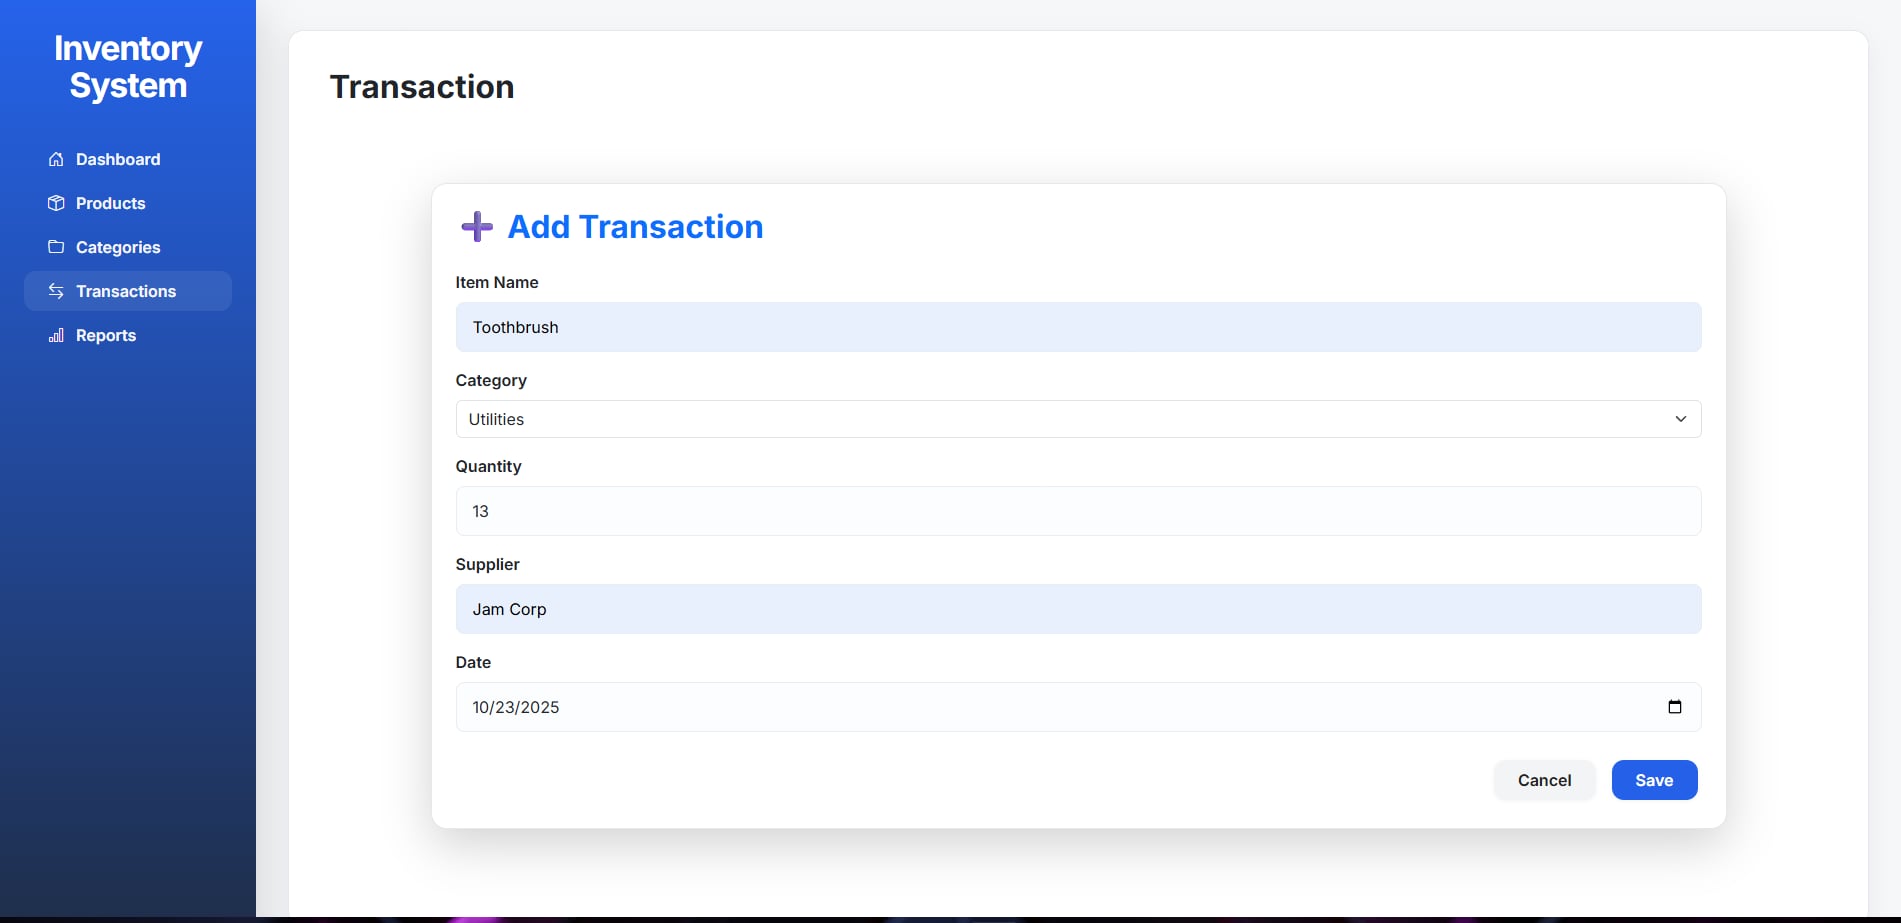 Inventory
System
Dashboard
Products
Categories
Transactions
Reports
Transaction
Add Transaction
Item Name
Toothbrush
Category
Utilities
Quantity
13
Supplier
Jam Corp
Date
10/23/2025
Cancel
Save